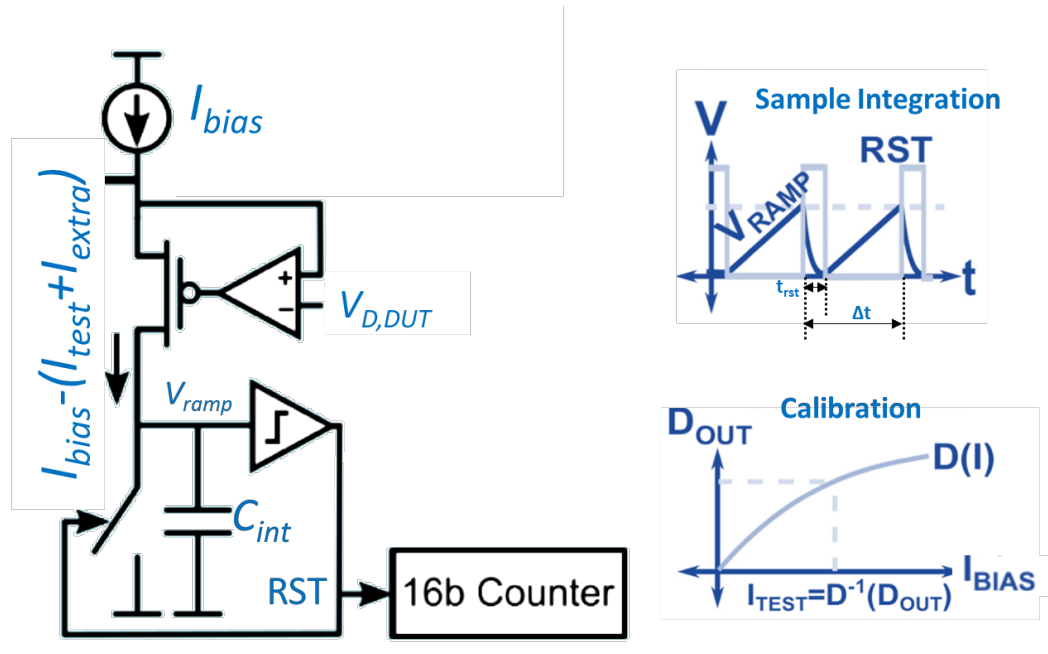 I_bias
I_bias-(I_test+I_extra)
+
−
V_D,DUT
V_ramp
C_int
RST
16b Counter
Sample Integration
V
RST
V_RAMP
t
t_rst
Δt
Calibration
D_OUT
D(I)
I_BIAS
I_TEST=D⁻¹(D_OUT)